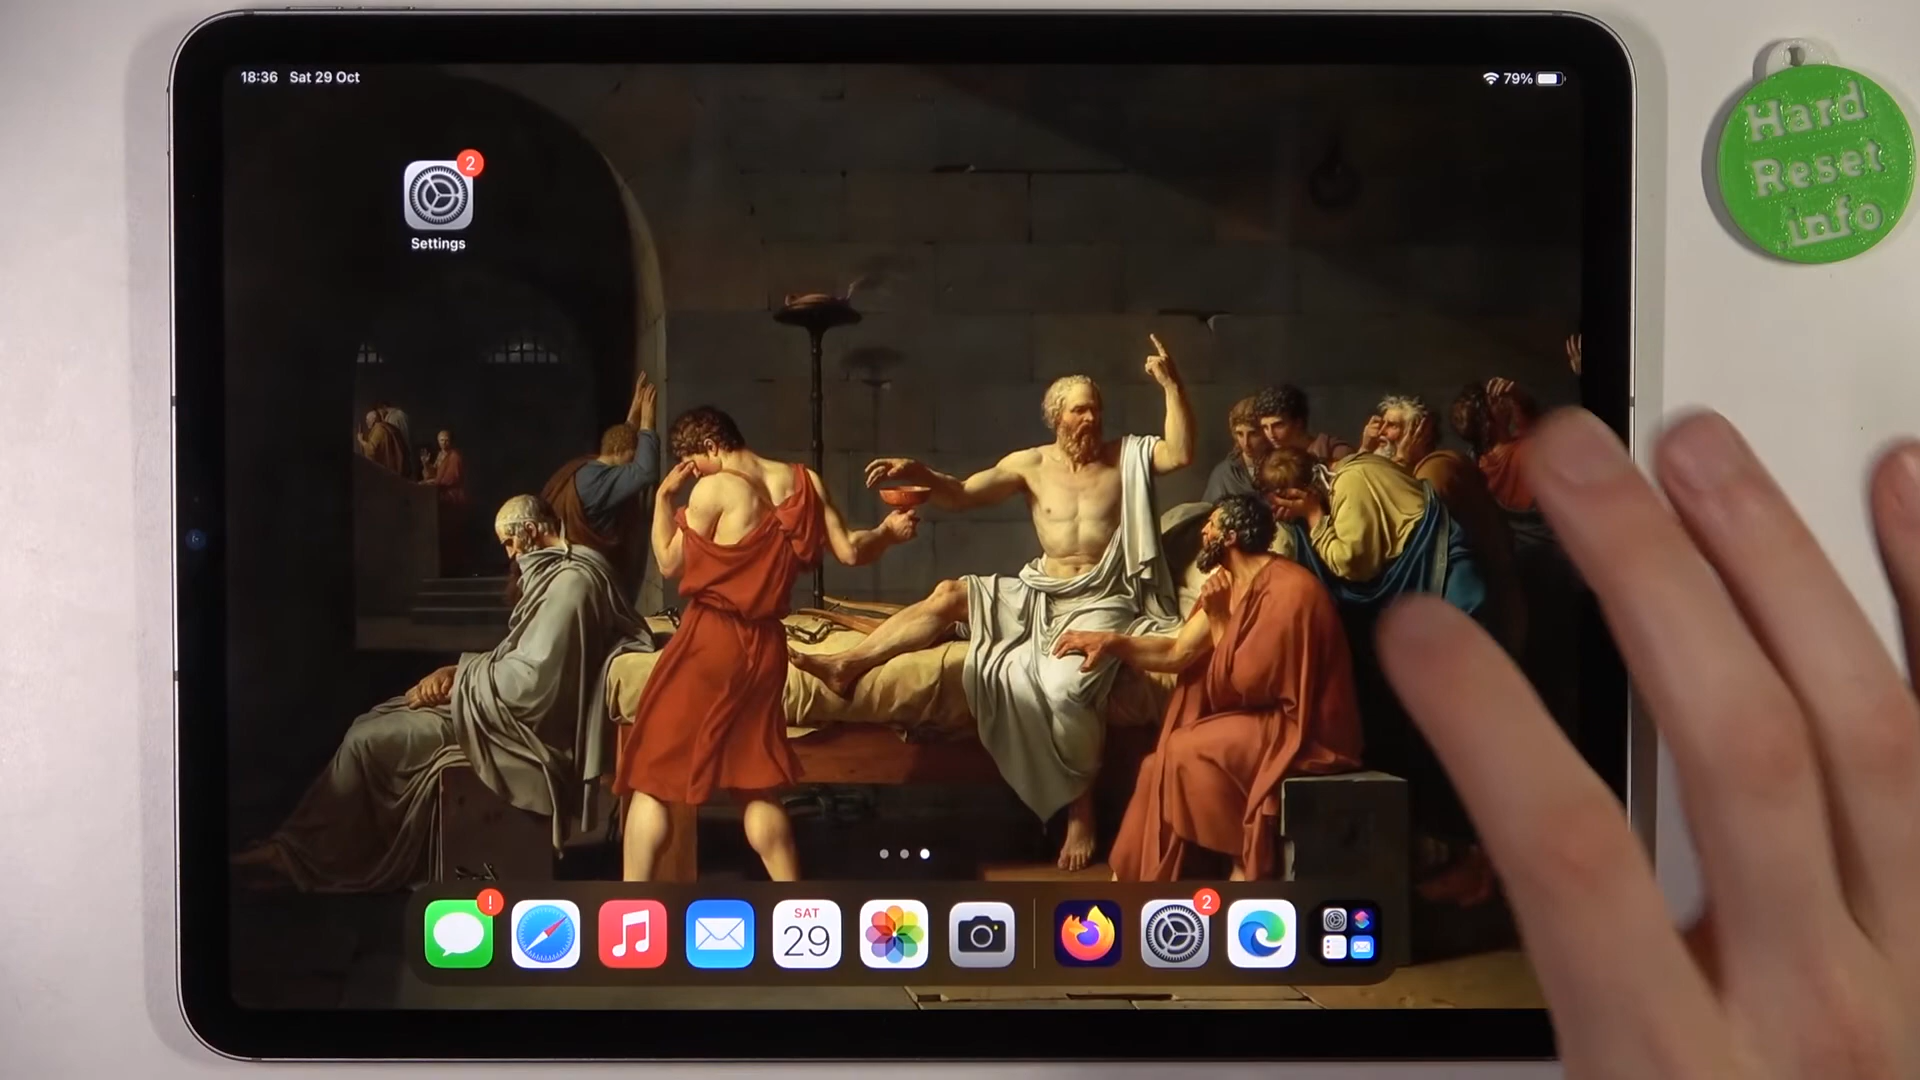 18:36 Sat 29 Oct
79%
Hard
Reset
.info
2
Settings
!
SAT
29
2